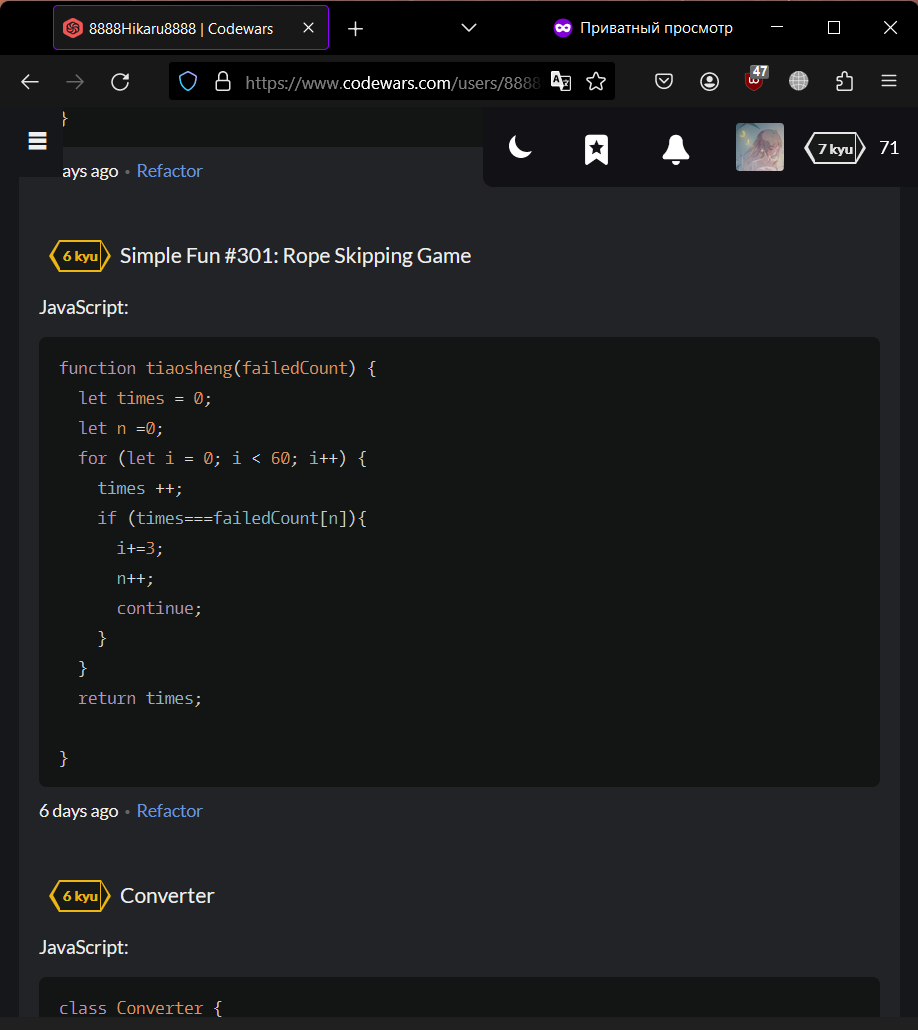 8888Hikaru8888 | Codewars
Приватный просмотр
https://www.codewars.com/users/8888
47
}
7 kyu 71
ays ago • Refactor
6 kyu Simple Fun #301: Rope Skipping Game
JavaScript:
function tiaosheng(failedCount) {
let times = 0;
let n =0;
for (let i = 0; i < 60; i++) {
times ++;
if (times===failedCount[n]){
i+=3;
n++;
continue;
}
}
return times;
}
6 days ago • Refactor
6 kyu Converter
JavaScript:
class Converter {